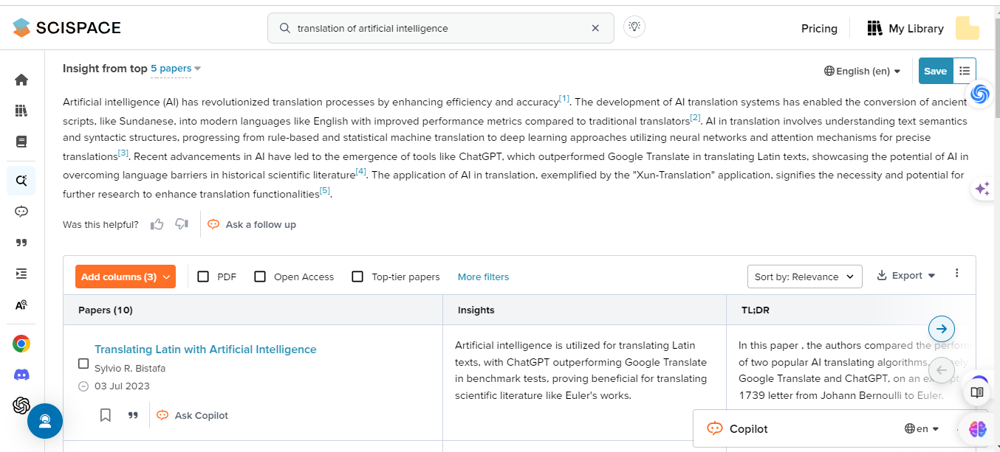 SCISPACE
translation of artificial intelligence
Pricing
My Library
Insight from top 5 papers
English (en)
Save
Artificial intelligence (AI) has revolutionized translation processes by enhancing efficiency and accuracy[1]. The development of AI translation systems has enabled the conversion of ancient
scripts, like Sundanese, into modern languages like English with improved performance metrics compared to traditional translators[2]. AI in translation involves understanding text semantics
and syntactic structures, progressing from rule-based and statistical machine translation to deep learning approaches utilizing neural networks and attention mechanisms for precise
translations[3]. Recent advancements in AI have led to the emergence of tools like ChatGPT, which outperformed Google Translate in translating Latin texts, showcasing the potential of AI in
overcoming language barriers in historical scientific literature[4]. The application of AI in translation, exemplified by the "Xun-Translation" application, signifies the necessity and potential for
further research to enhance translation functionalities[5].
Was this helpful?
Ask a follow up
Add columns (3)
PDF
Open Access
Top-tier papers
More filters
Sort by: Relevance
Export
Papers (10)
Insights
TL;DR
Translating Latin with Artificial Intelligence
Sylvio R. Bistafa
03 Jul 2023
Ask Copilot
Artificial intelligence is utilized for translating Latin
texts, with ChatGPT outperforming Google Translate
in benchmark tests, proving beneficial for translating
scientific literature like Euler's works.
In this paper , the authors compared the perform
of two popular AI translating algorithms,
Google Translate and ChatGPT, on an
1739 letter from Johann Bernoulli to Euler.
Copilot
en